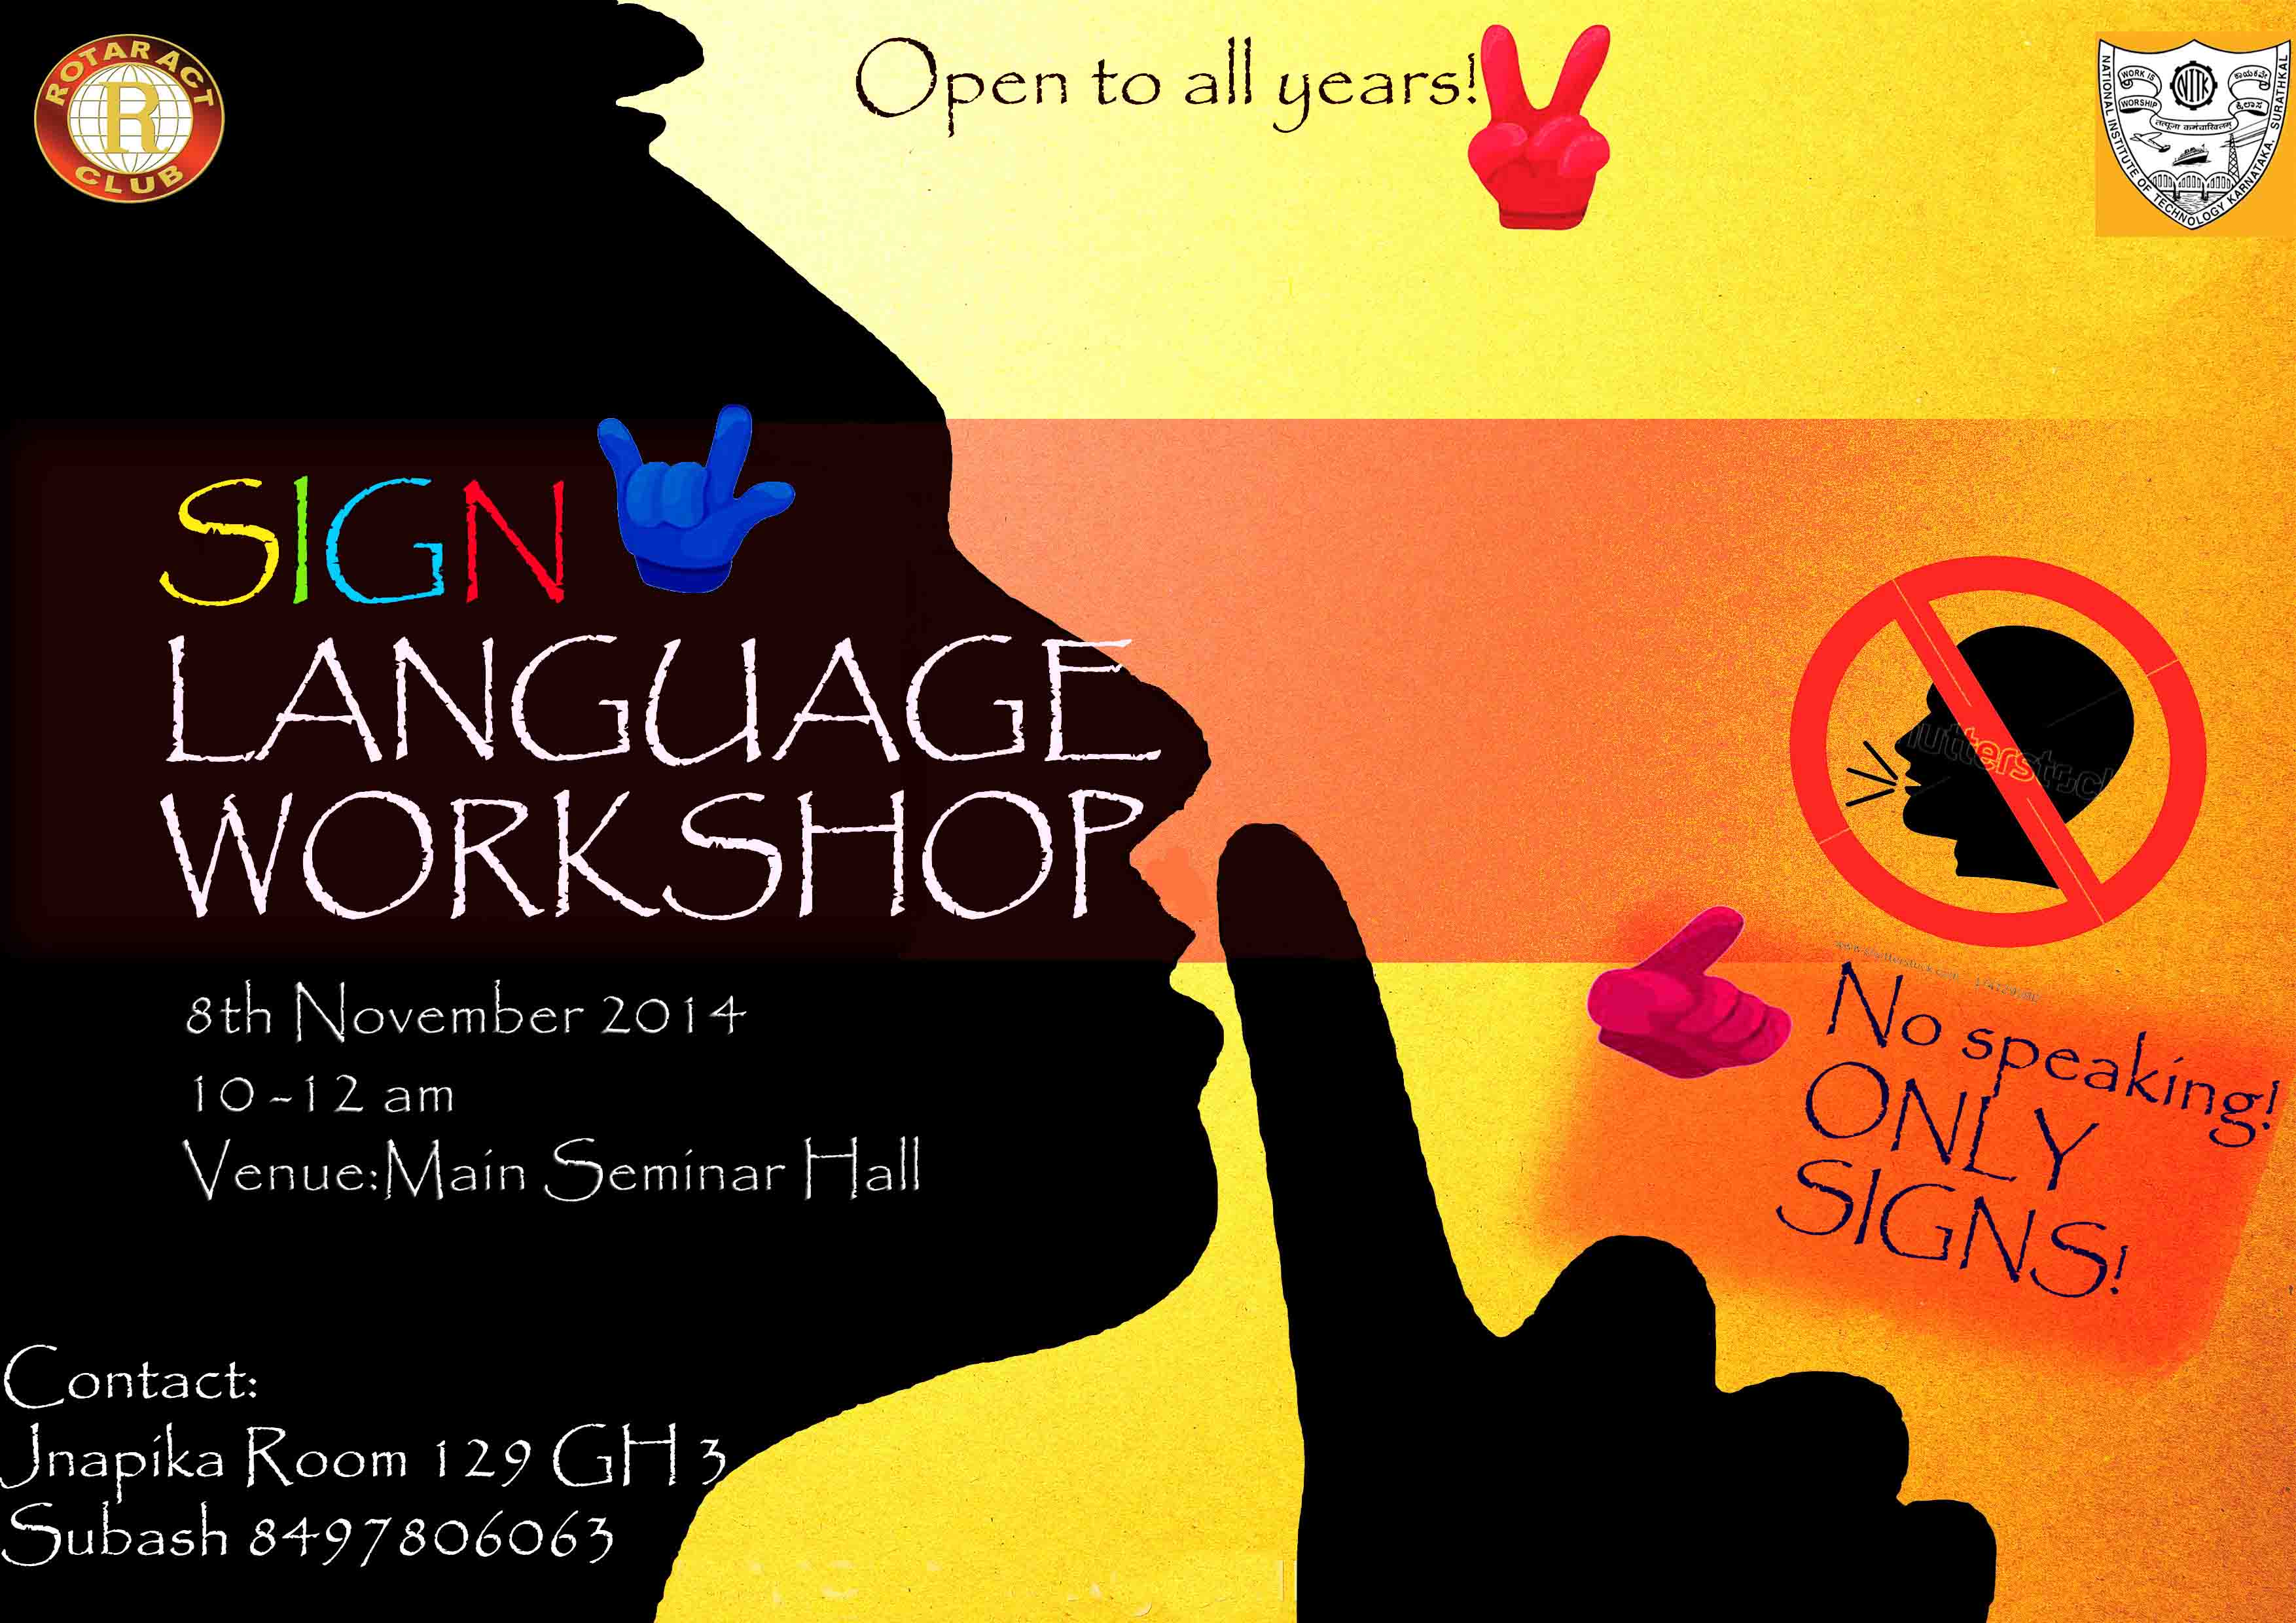 ROTARACT
CLUB
Open to all years!
WORK IS
WORSHIP
NITK
ಕಾಯಕವೇ
ಕೈಲಾಸ
NATIONAL INSTITUTE OF TECHNOLOGY KARNATAKA, SURATHKAL
SIGN
LANGUAGE
WORKSHOP
8th November 2014
10-12 am
Venue:Main Seminar Hall
No speaking!
ONLY
SIGNS!
Contact:
Jnapika Room 129 GH 3
Subash 8497806063